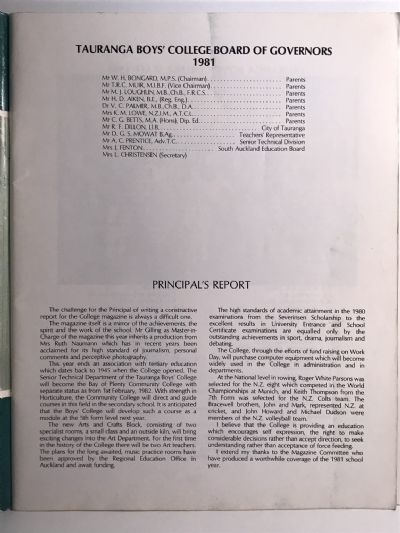 TAURANGA BOYS' COLLEGE BOARD OF GOVERNORS
1981
Mr W. H. BONGARD, M.P.S. (Chairman) Parents
Mr T.R.C. MUIR, M.I.B.F. (Vice Chairman) Parents
Mr M. J. LOUGHLIN, M.B., Ch.B., F.R.C.S. Parents
Mr H. D. AIKEN, B.E., (Reg. Eng.) Parents
Dr V. C. PALMER, M.B., Ch.B., D.A. Parents
Mrs K. M. LOWE, N.Z.I.M., A.T.C.L. Parents
Mr C. G. BETTS, M.A. (Hons), Dip. Ed. Parents
Mr R. F. DILLON, Ll.B. City of Tauranga
Mr D. G. S. MOWAT B.Ag. Teachers' Representative
Mr A. C. PRENTICE, Adv.T.C. Senior Technical Division
Mrs J. FENTON South Auckland Education Board
Mrs L. CHRISTENSEN (Secretary)
PRINCIPAL'S REPORT
The challenge for the Principal of writing a constructive
report for the College magazine is always a difficult one.
The magazine itself is a mirror of the achievements, the
spirit and the work of the school. Mr Gilling as Master-in-
Charge of the magazine this year inherits a production from
Mrs Ruth Naumann which has in recent years been
acclaimed for its high standard of journalism, personal
comments and perceptive photography.
This year ends an association with tertiary education
which dates back to 1945 when the College opened. The
Senior Technical Department of the Tauranga Boys' College
will become the Bay of Plenty Community College with
separate status as from 1st February, 1982. With strength in
Horticulture, the Community College will direct and guide
courses in this field in the secondary school. It is anticipated
that the Boys' College will develop such a course as a
module at the 5th form level next year.
The new Arts and Crafts Block, consisting of two
specialist rooms, a small class and an outside kiln, will bring
exciting changes into the Art Department. For the first time
in the history of the College there will be two Art teachers.
The plans for the long awaited, music practice rooms have
been approved by the Regional Education Office in
Auckland and await funding.
The high standards of academic attainment in the 1980
examinations from the Severinsen Scholarship to the
excellent results in University Entrance and School
Certificate examinations are equalled only by the
outstanding achievements in sport, drama, journalism and
debating.
The College, through the efforts of fund raising on Work
Day, will purchase computer equipment which will become
widely used in the College in administration and in
departments.
At the National level in rowing, Roger White Parsons was
selected for the N.Z. eight which competed in the World
Championships at Munich, and Keith Thompson from the
7th Form was selected for the N.Z. Colts team. The
Bracewell brothers, John and Mark, represented N.Z. at
cricket, and John Howard and Michael Davison were
members of the N.Z. volleyball team.
I believe that the College is providing an education
which encourages self expression, the right to make
considerable decisions rather than accept direction, to seek
understanding rather than acceptance of force feeding.
I extend my thanks to the Magazine Committee who
have produced a worthwhile coverage of the 1981 school
year.